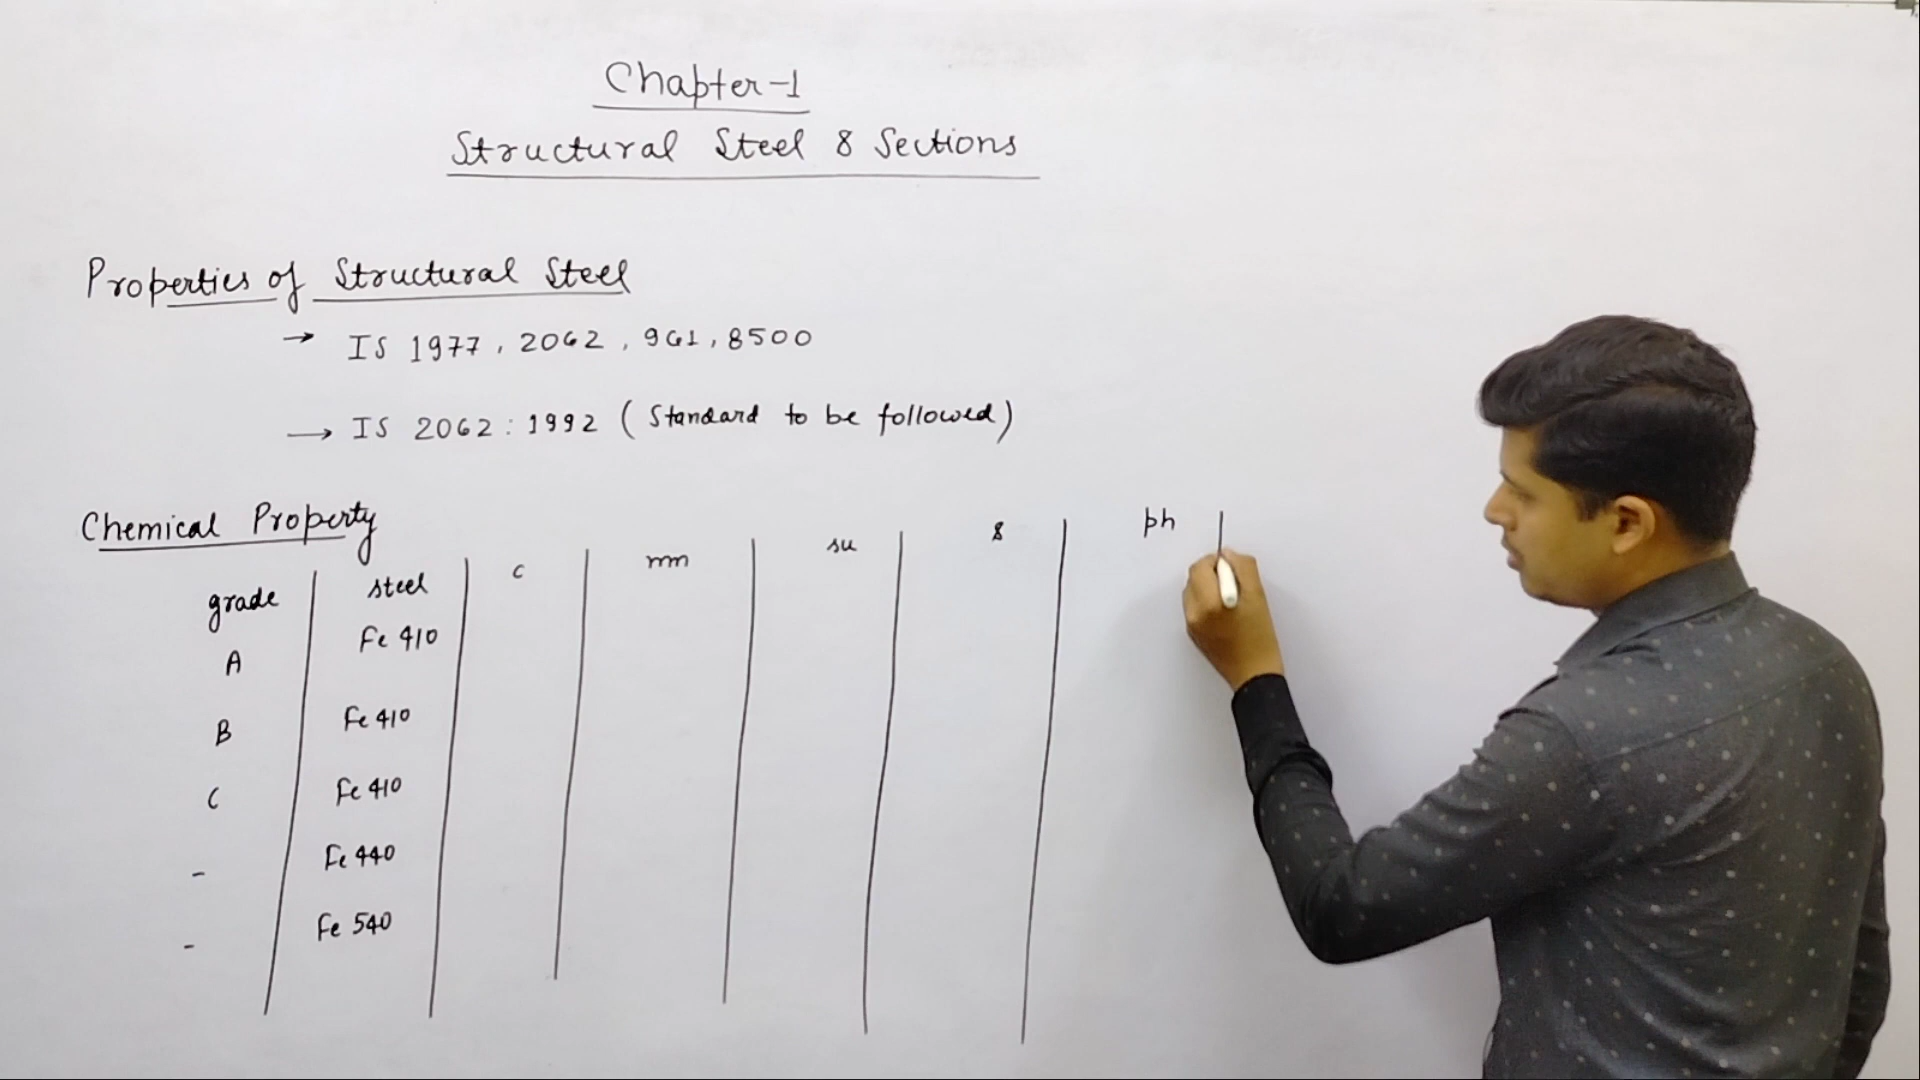 Chapter-1
Structural Steel & Sections
Properties of Structural Steel
→ IS 1977, 2062, 961, 8500
→ IS 2062:1992 (Standard to be followed)
Chemical Property
grade steel c mn su s ph
A Fe 410
B Fe 410
C Fe 410
- Fe 440
- Fe 540